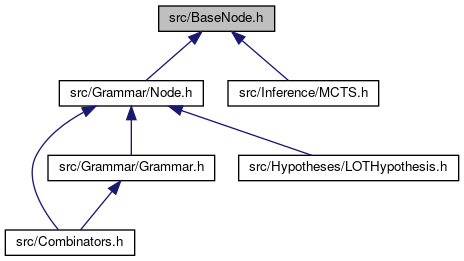 src/BaseNode.h
src/Grammar/Node.h
src/Inference/MCTS.h
src/Grammar/Grammar.h
src/Hypotheses/LOTHypothesis.h
src/Combinators.h